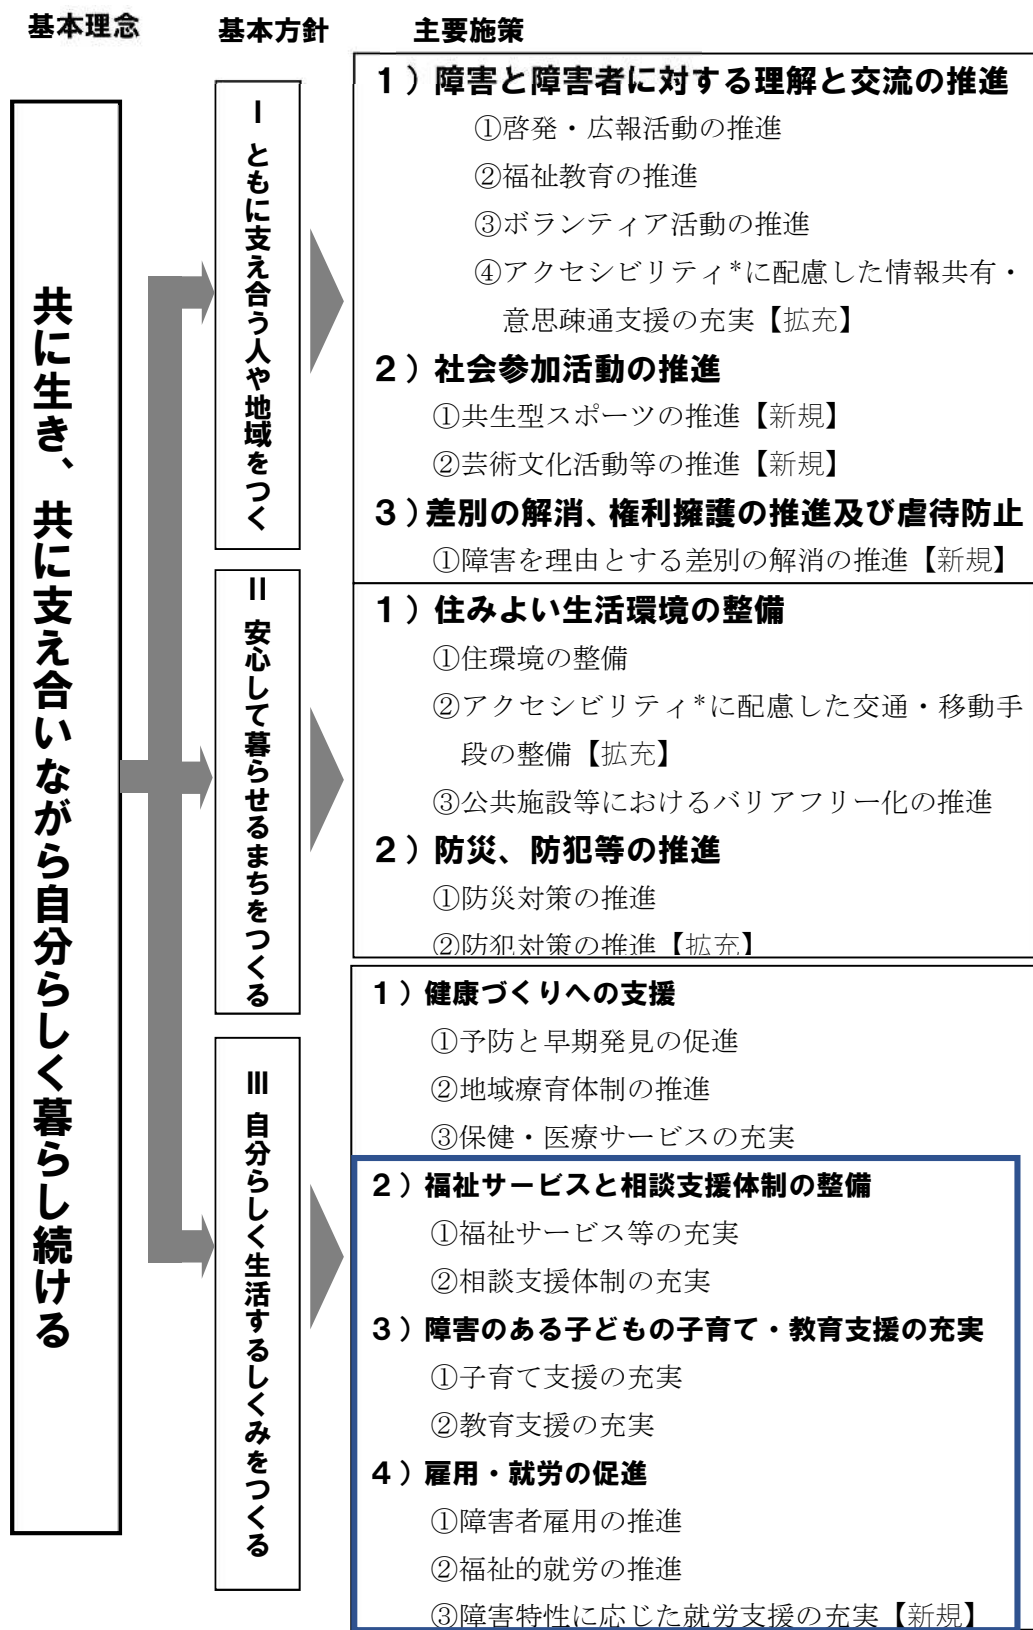 基本理念
基本方針
主要施策
共に生き、共に支え合いながら自分らしく暮らし続ける
Ⅰ ともに支え合う人や地域をつく
1）障害と障害者に対する理解と交流の推進
①啓発・広報活動の推進
②福祉教育の推進
③ボランティア活動の推進
④アクセシビリティ*に配慮した情報共有・
意思疎通支援の充実【拡充】
2）社会参加活動の推進
①共生型スポーツの推進【新規】
②芸術文化活動等の推進【新規】
3）差別の解消、権利擁護の推進及び虐待防止
①障害を理由とする差別の解消の推進【新規】
Ⅱ 安心して暮らせるまちをつくる
1）住みよい生活環境の整備
①住環境の整備
②アクセシビリティ*に配慮した交通・移動手
段の整備【拡充】
③公共施設等におけるバリアフリー化の推進
2）防災、防犯等の推進
①防災対策の推進
②防犯対策の推進【拡充】
Ⅲ 自分らしく生活するしくみをつくる
1）健康づくりへの支援
①予防と早期発見の促進
②地域療育体制の推進
③保健・医療サービスの充実
2）福祉サービスと相談支援体制の整備
①福祉サービス等の充実
②相談支援体制の充実
3）障害のある子どもの子育て・教育支援の充実
①子育て支援の充実
②教育支援の充実
4）雇用・就労の促進
①障害者雇用の推進
②福祉的就労の推進
③障害特性に応じた就労支援の充実【新規】